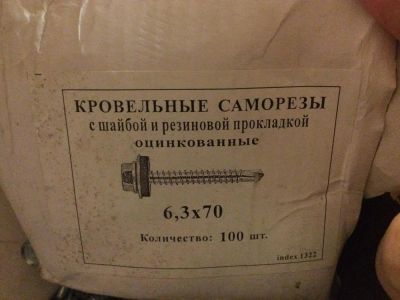 КРОВЕЛЬНЫЕ САМОРЕЗЫ
с шайбой и резиновой прокладкой
оцинкованные
6,3х70
Количество: 100 шт.
index 1322